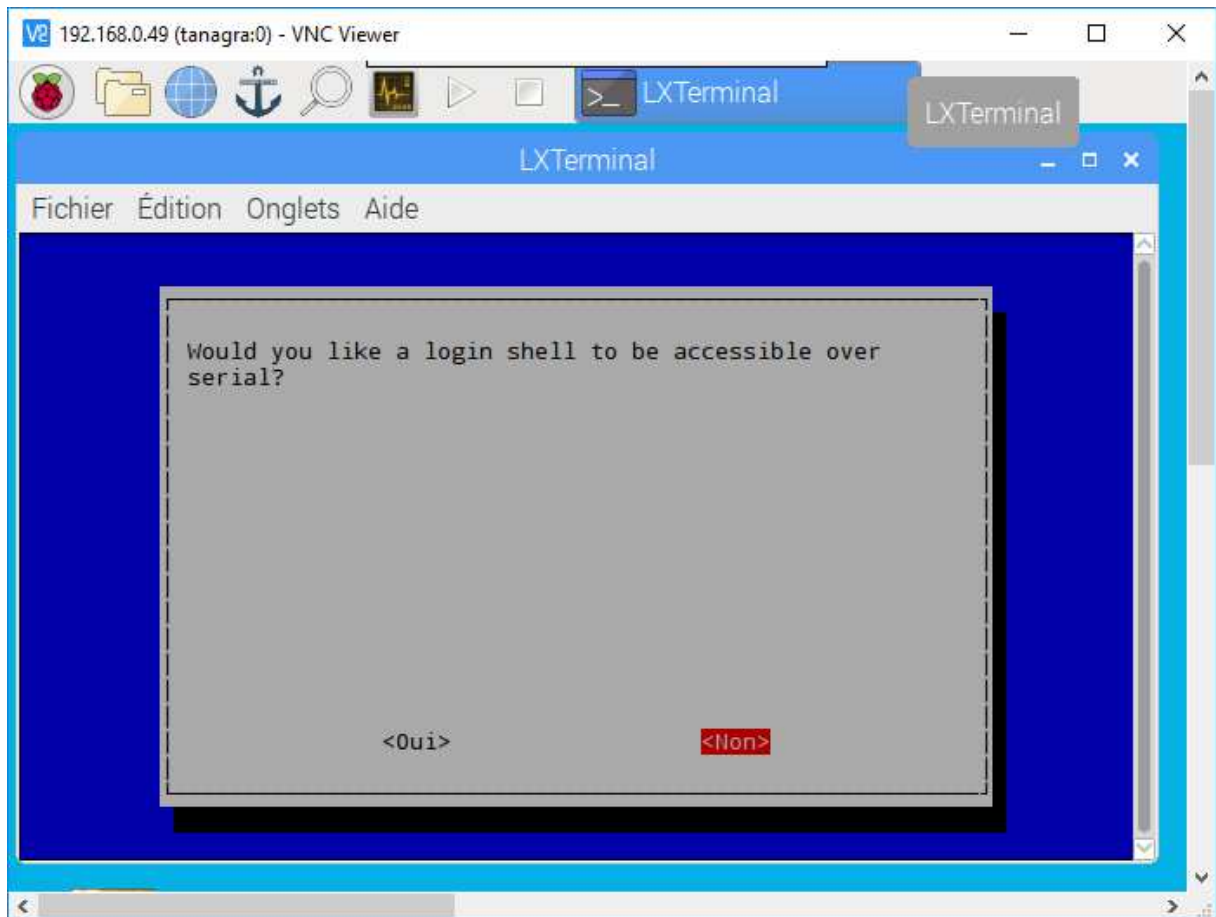 192.168.0.49 (tanagra:0) - VNC Viewer
LXTerminal
LXTerminal
LXTerminal
Fichier Édition Onglets Aide
Would you like a login shell to be accessible over
serial?
<Oui> <Non>